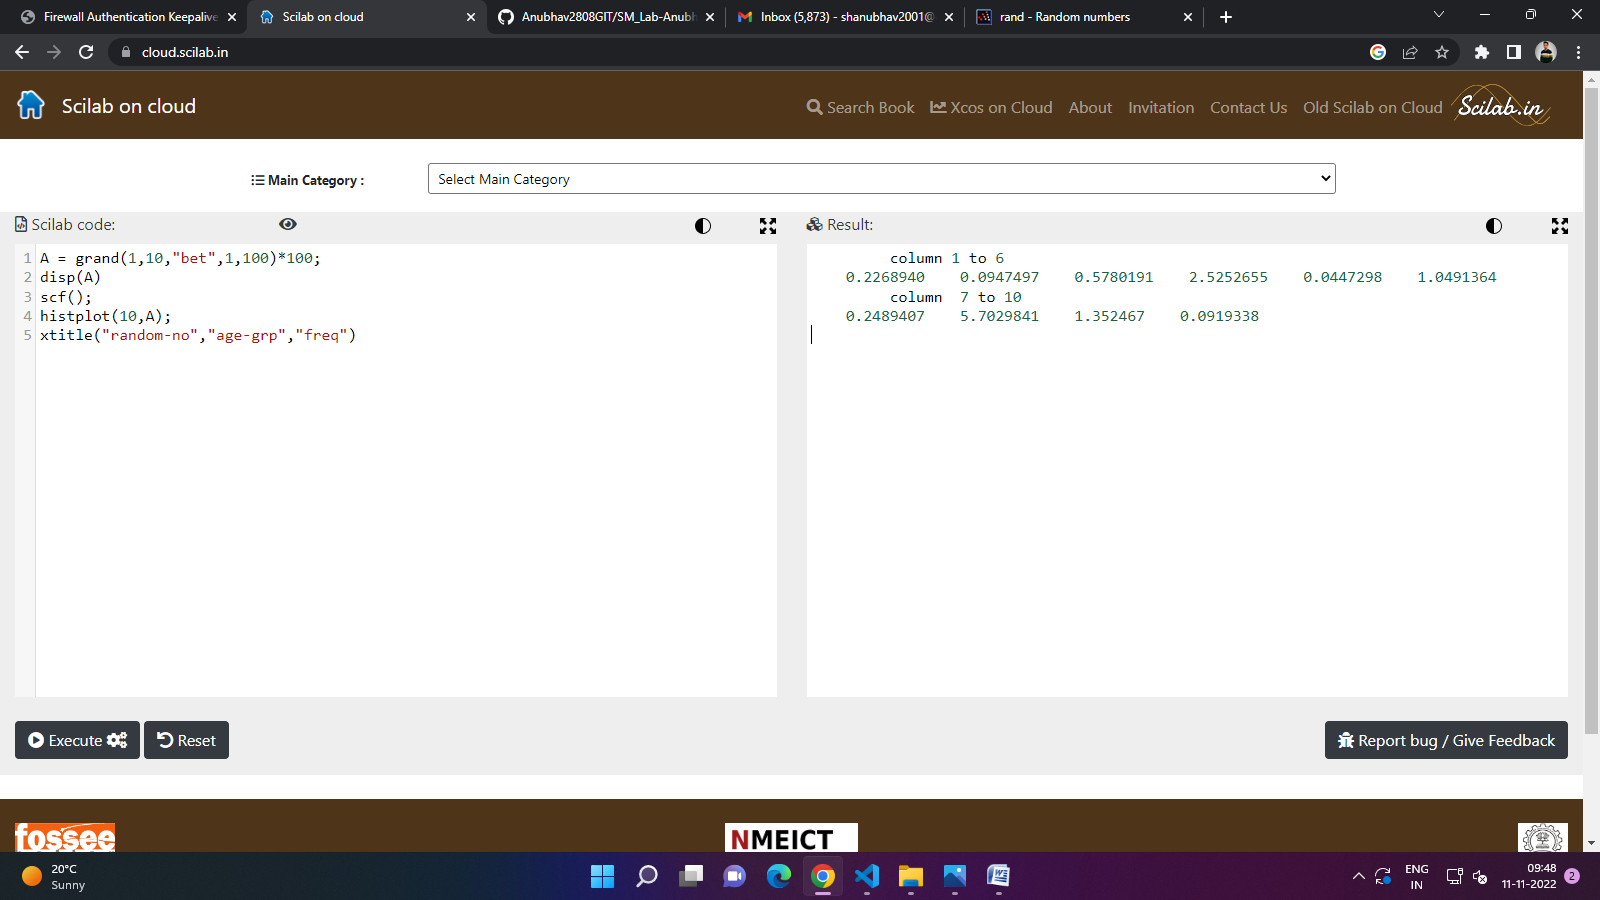 Firewall Authentication Keepalive
Scilab on cloud
Anubhav2808GIT/SM_Lab-Anubh
Inbox (5,873) - shanubhav2001@
rand - Random numbers
cloud.scilab.in
Scilab on cloud
Search Book
Xcos on Cloud
About
Invitation
Contact Us
Old Scilab on Cloud
Scilab.in
Main Category :
Select Main Category
Scilab code:
1 A = grand(1,10,"bet",1,100)*100;
2 disp(A)
3 scf();
4 histplot(10,A);
5 xtitle("random-no","age-grp","freq")
Result:
column 1 to 6
0.2268940 0.0947497 0.5780191 2.5252655 0.0447298 1.0491364
column 7 to 10
0.2489407 5.7029841 1.352467 0.0919338
Execute
Reset
Report bug / Give Feedback
fossee
NMEICT
20°C
Sunny
ENG
IN
09:48
11-11-2022
2